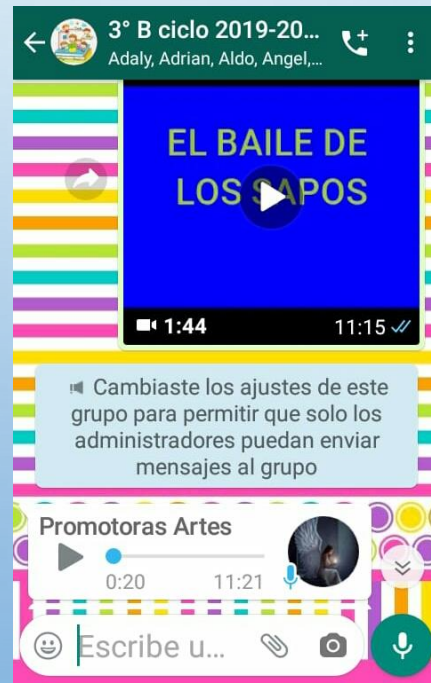 3° B ciclo 2019-20...
Adaly, Adrian, Aldo, Angel,...
EL BAILE DE
LOS SAPOS
1:44 11:15
Cambiaste los ajustes de este
grupo para permitir que solo los
administradores puedan enviar
mensajes al grupo
Promotoras Artes
0:20 11:21
Escribe u...